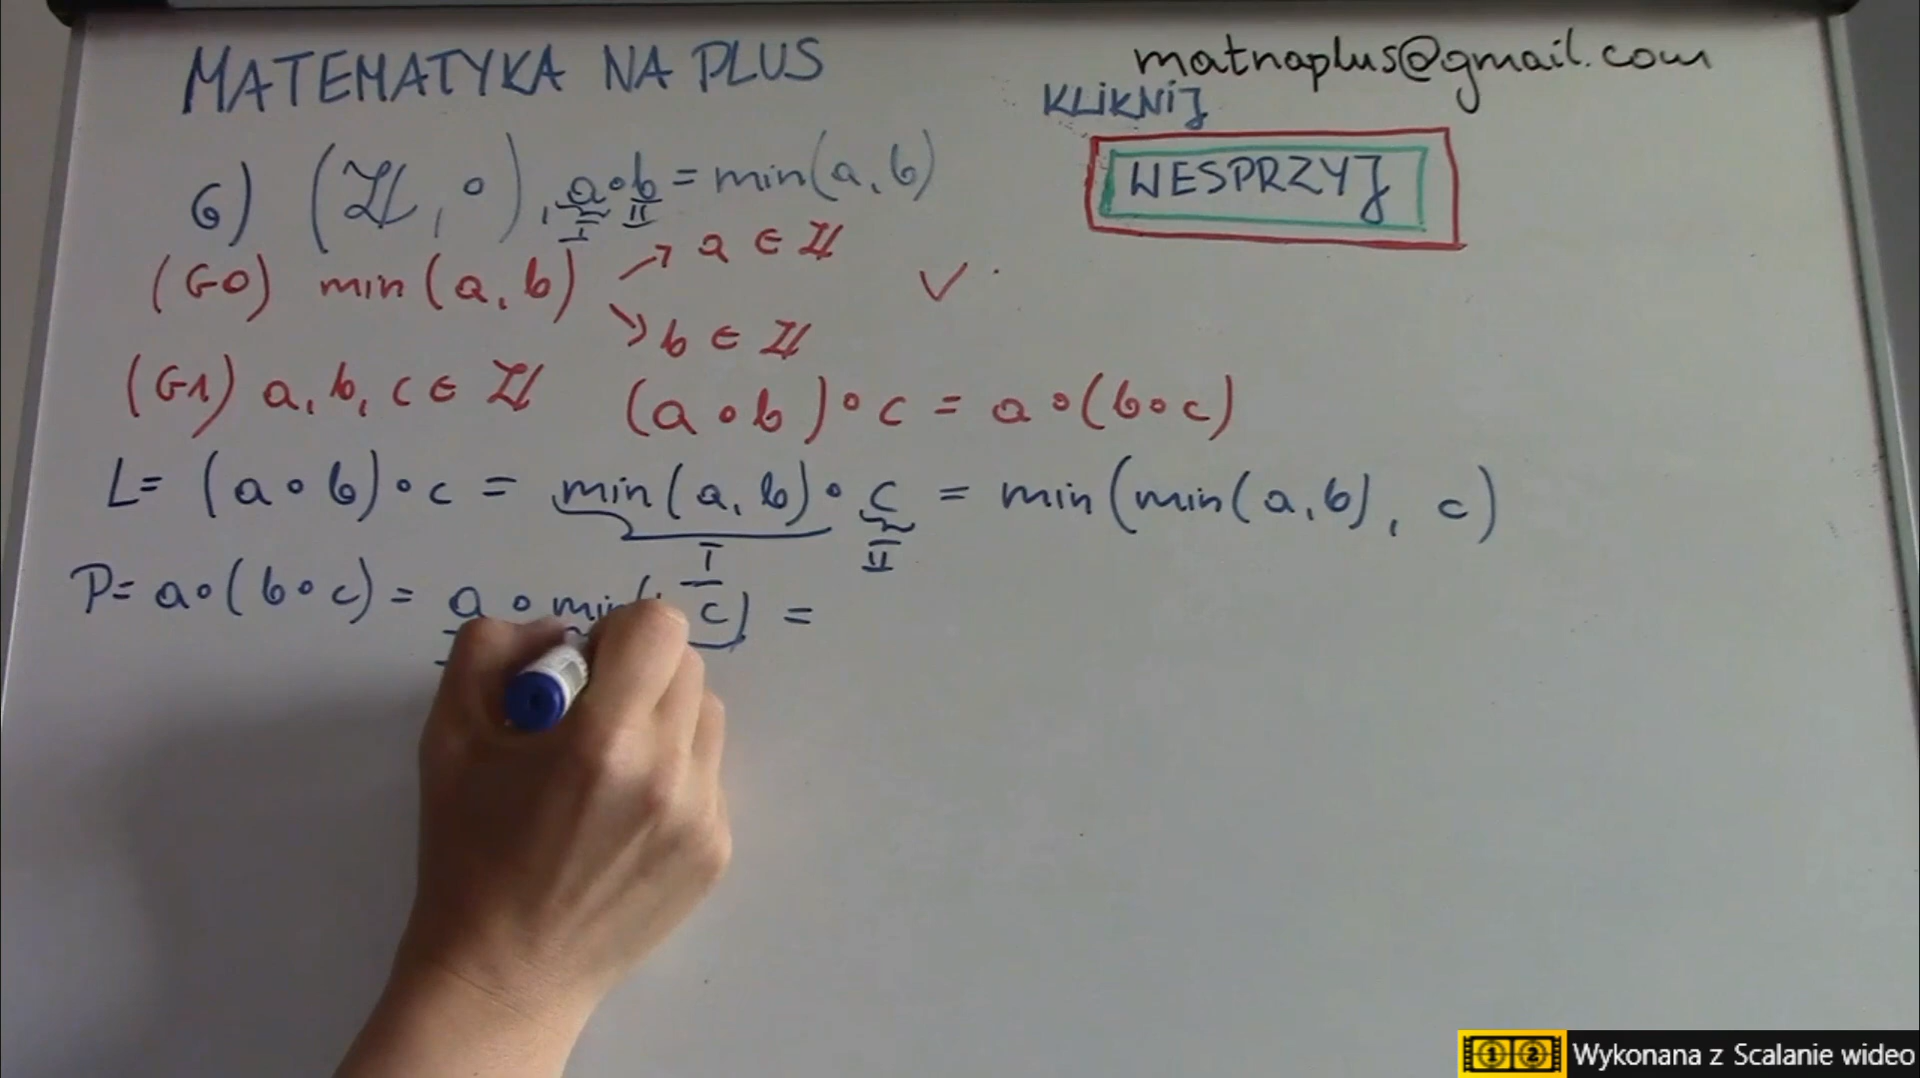 MATEMATYKA NA PLUS
matnaplus@gmail.com
KLIKNIJ
WESPRZYJ
6) (ℤ, ∘), a∘b = min(a, b)
I II
(G0) min(a, b) → a ∈ ℤ ✓
↘ b ∈ ℤ
(G1) a, b, c ∈ ℤ (a∘b)∘c = a∘(b∘c)
L= (a∘b)∘c = min(a, b)∘c = min(min(a, b), c)
I II
P= a∘(b∘c) = a∘min( c) =
Wykonana z Scalanie wideo